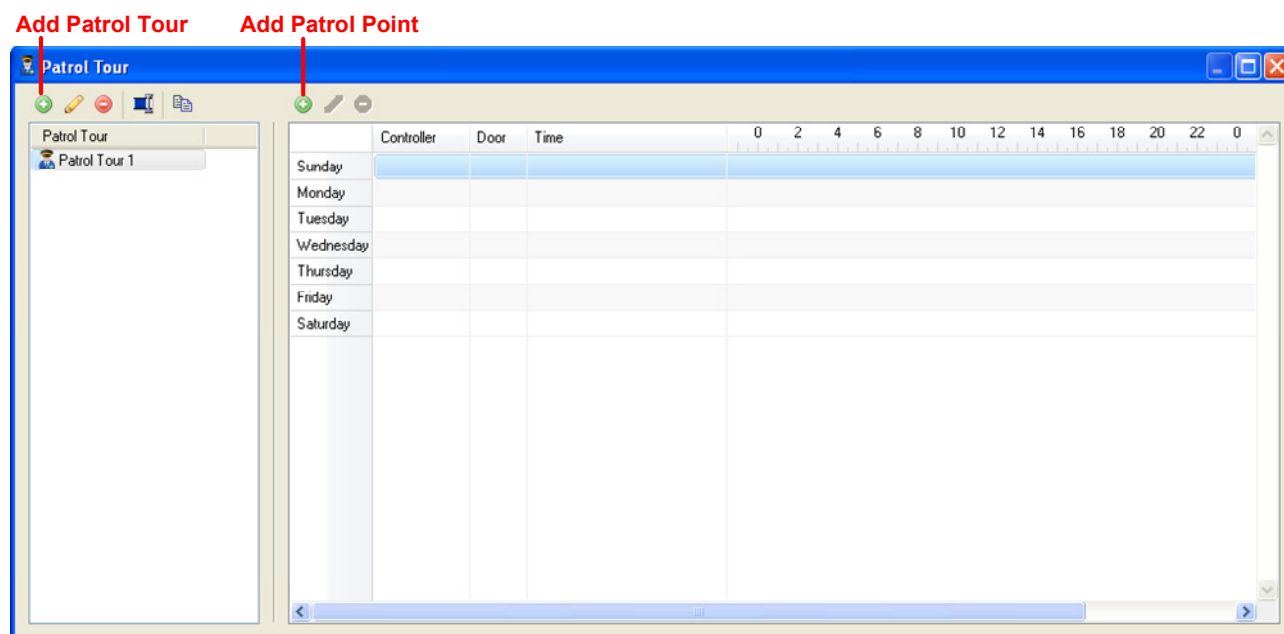 Add Patrol Tour Add Patrol Point
Patrol Tour
Patrol Tour
Patrol Tour 1
Controller Door Time 0 2 4 6 8 10 12 14 16 18 20 22 0
Sunday
Monday
Tuesday
Wednesday
Thursday
Friday
Saturday